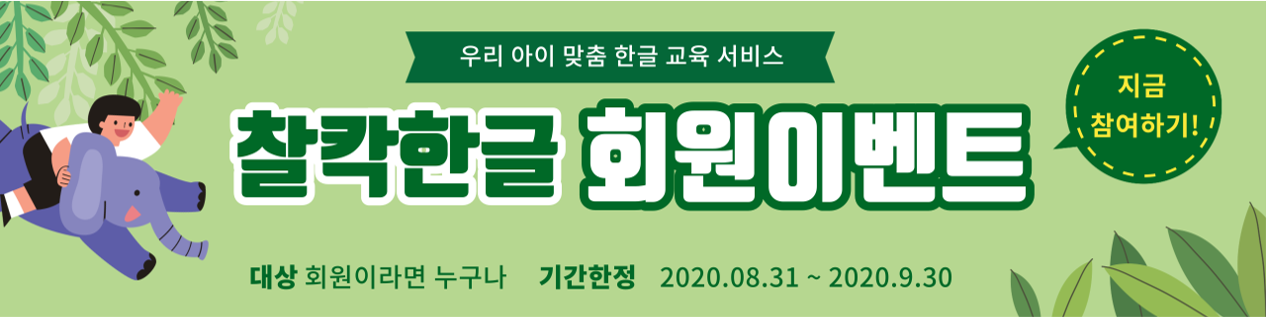 우리 아이 맞춤 한글 교육 서비스
찰칵한글 회원이벤트
지금
참여하기!
대상 회원이라면 누구나 기간한정 2020.08.31 ~ 2020.9.30